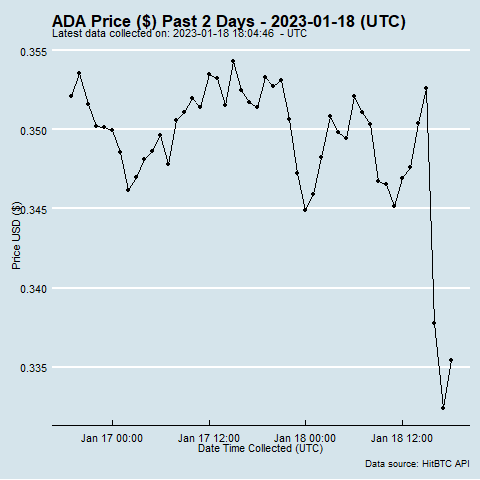 ADA Price ($) Past 2 Days - 2023-01-18 (UTC)
Latest data collected on: 2023-01-18 18:04:46  - UTC
0.355
0.350
0.345
0.340
0.335
Price USD ($)
Jan 17 00:00
Jan 17 12:00
Jan 18 00:00
Jan 18 12:00
Date Time Collected (UTC)
Data source: HitBTC API